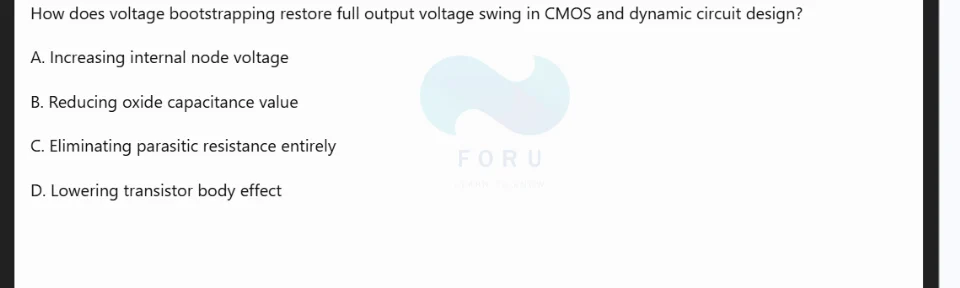 How does voltage bootstrapping restore full output voltage swing in CMOS and dynamic circuit design?
A. Increasing internal node voltage
B. Reducing oxide capacitance value
C. Eliminating parasitic resistance entirely
D. Lowering transistor body effect
FORU